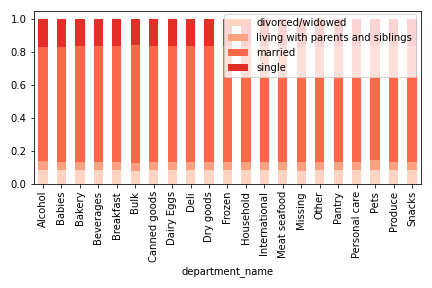 1.0
0.8
0.6
0.4
0.2
0.0
divorced/widowed
living with parents and siblings
married
single
Alcohol
Babies
Bakery
Beverages
Breakfast
Bulk
Canned goods
Dairy Eggs
Deli
Dry goods
Frozen
Household
International
Meat seafood
Missing
Other
Pantry
Personal care
Pets
Produce
Snacks
department_name